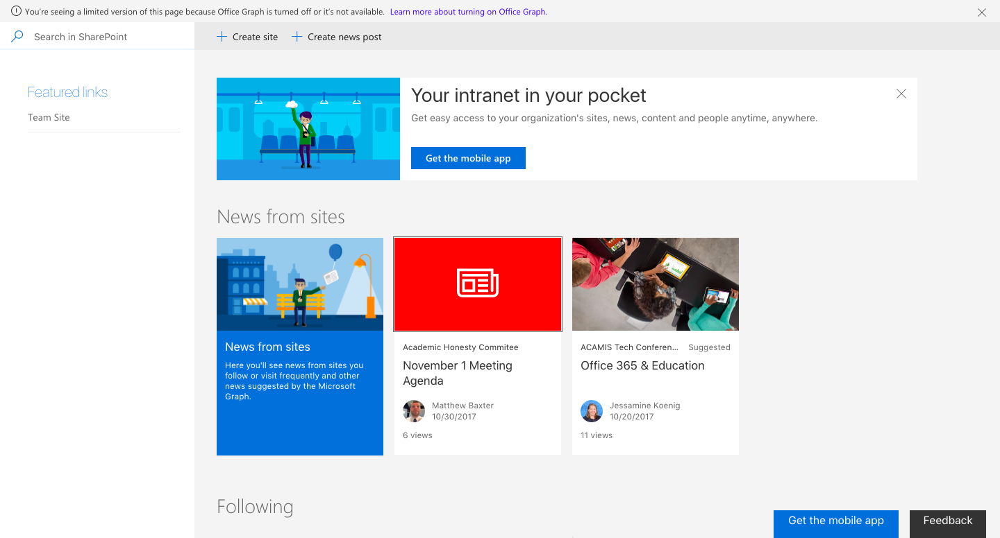 You're seeing a limited version of this page because Office Graph is turned off or it's not available. Learn more about turning on Office Graph.
Search in SharePoint
Create site
Create news post
Featured links
Team Site
Your intranet in your pocket
Get easy access to your organization's sites, news, content and people anytime, anywhere.
Get the mobile app
News from sites
News from sites
Here you'll see news from sites you
follow or visit frequently and other
news suggested by the Microsoft
Graph.
Academic Honesty Commitee
November 1 Meeting
Agenda
Matthew Baxter
10/30/2017
6 views
ACAMIS Tech Conferen... Suggested
Office 365 & Education
Jessamine Koenig
10/20/2017
11 views
Following
Get the mobile app
Feedback